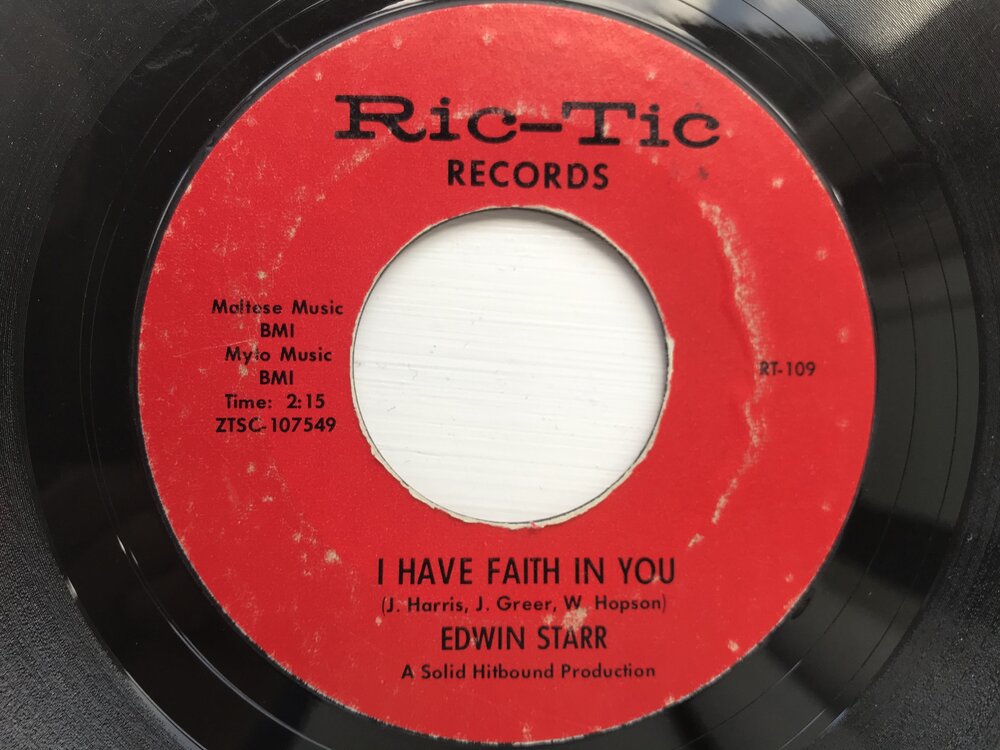 Ric-Tic
RECORDS
Maltese Music
BMI
Mylo Music
BMI
Time: 2:15
ZTSC-107549
RT-109
I HAVE FAITH IN YOU
(J. Harris, J. Greer, W. Hopson)
EDWIN STARR
A Solid Hitbound Production